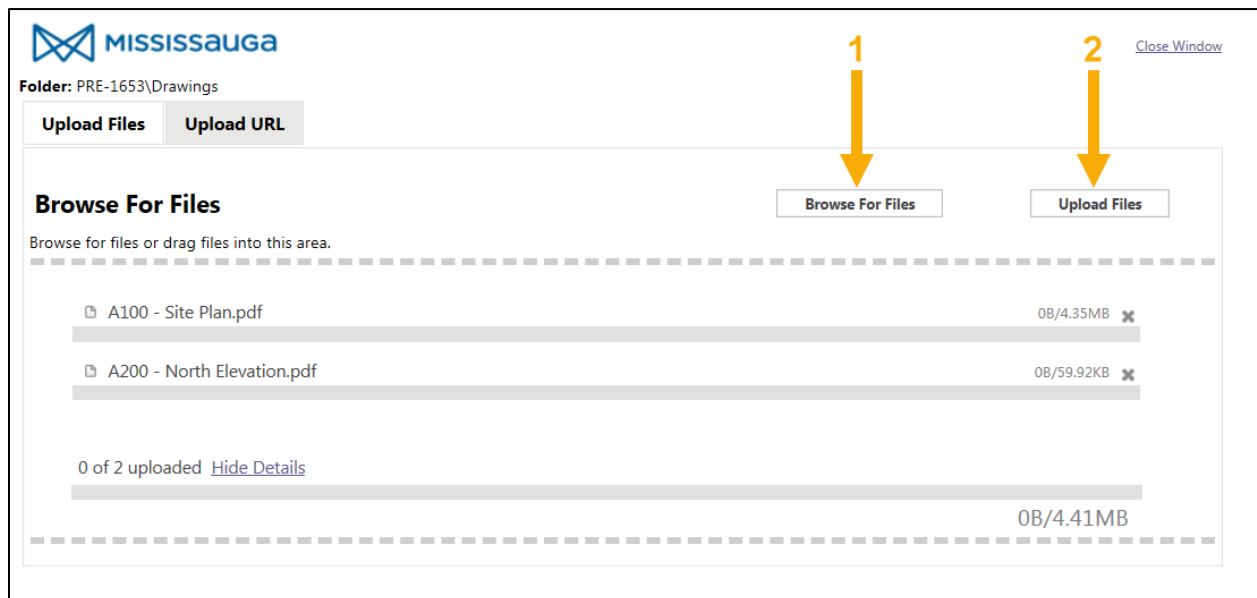 MISSISSAUGA
1
2
Close Window
Folder: PRE-1653\Drawings
Upload Files
Upload URL
Browse For Files
Browse For Files
Upload Files
Browse for files or drag files into this area.
A100 - Site Plan.pdf
0B/4.35MB
A200 - North Elevation.pdf
0B/59.92KB
0 of 2 uploaded Hide Details
0B/4.41MB